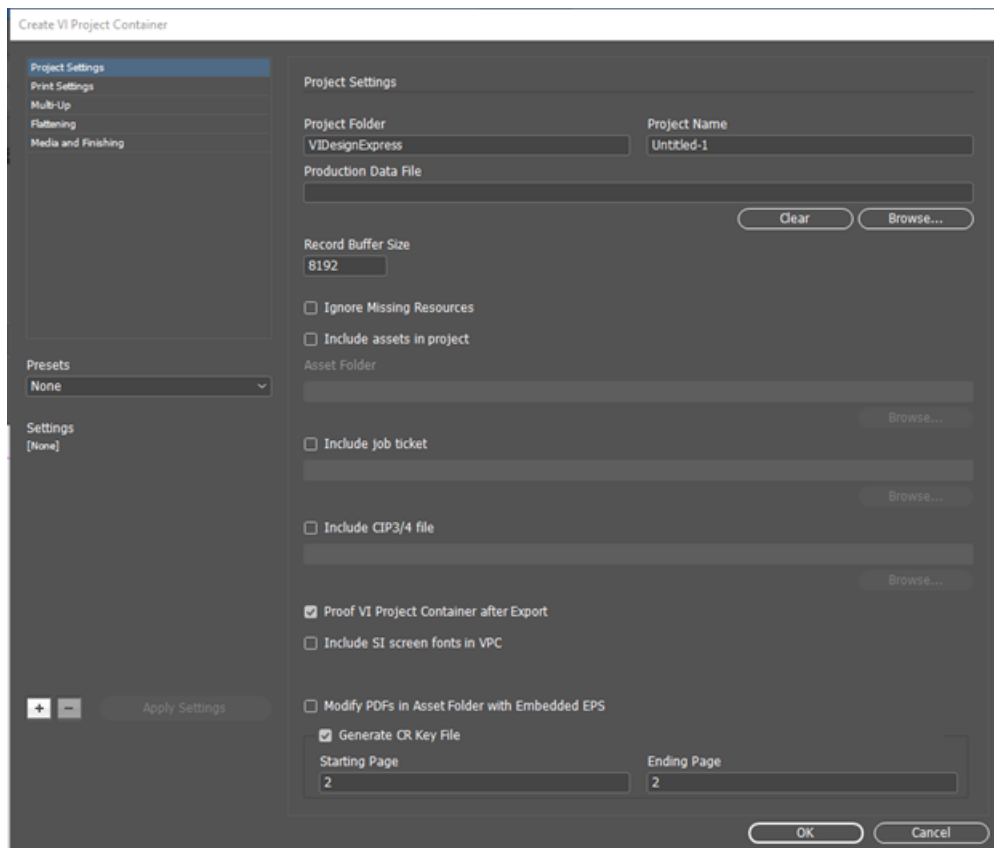 Create VI Project Container
Project Settings
Print Settings
Multi-Up
Flattening
Media and Finishing
Presets
None
Settings
[None]
+ − Apply Settings
Project Settings
Project Folder Project Name
VIDesignExpress Untitled-1
Production Data File
Clear Browse...
Record Buffer Size
8192
Ignore Missing Resources
Include assets in project
Asset Folder
Browse...
Include job ticket
Browse...
Include CIP3/4 file
Browse...
Proof VI Project Container after Export
Include SI screen fonts in VPC
Modify PDFs in Asset Folder with Embedded EPS
Generate CR Key File
Starting Page Ending Page
2 2
OK Cancel